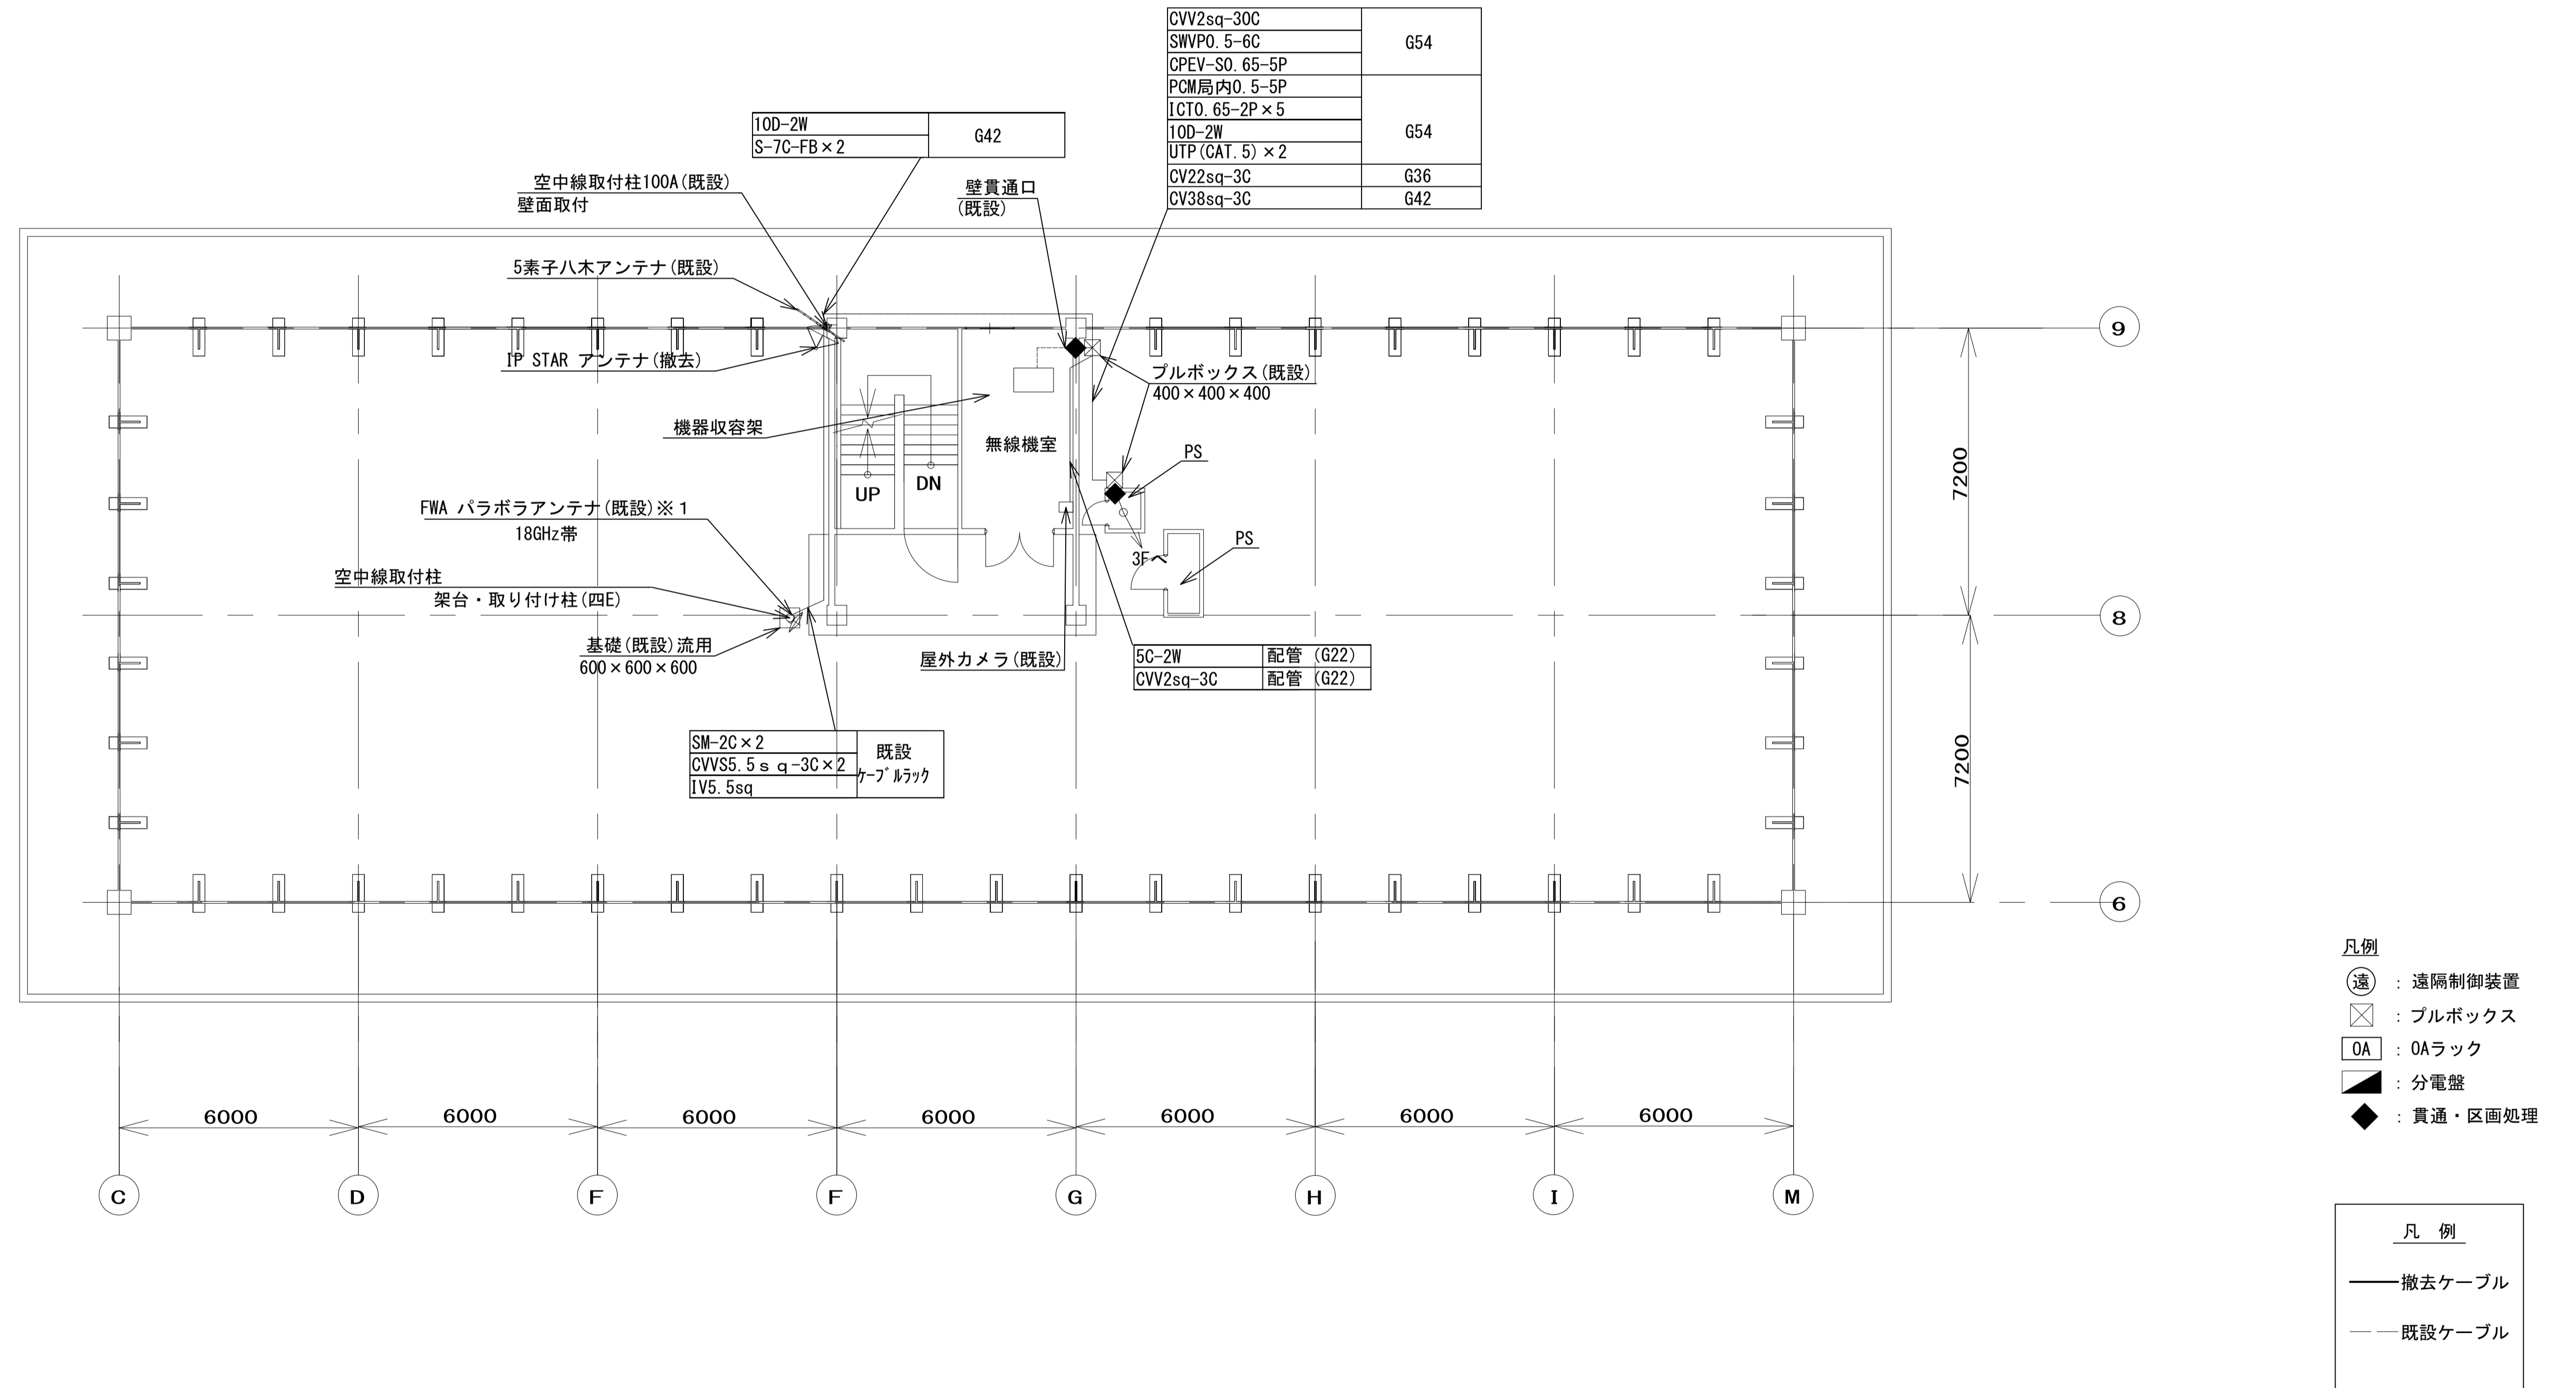 CVV2sq-30C
G54
SWVP0.5-6C
CPEV-S0.65-5P
PCM局内0.5-5P
ICT0.65-2P×5
G54
10D-2W
UTP(CAT.5)×2
CV22sq-3C
G36
CV38sq-3C
G42
10D-2W
G42
S-7C-FB×2
空中線取付柱100A(既設)
壁面取付
壁貫通口
(既設)
5素子八木アンテナ(既設)
IP STAR アンテナ(撤去)
プルボックス(既設)
400×400×400
機器収容架
無線機室
PS
UP
DN
FWA パラボラアンテナ(既設)※1
18GHz帯
PS
3Fへ
空中線取付柱
架台・取り付け柱(四E)
基礎(既設)流用
600×600×600
屋外カメラ(既設)
5C-2W
配管 (G22)
CVV2sq-3C
配管 (G22)
SM-2C×2
CVVS5.5sq-3C×2
IV5.5sq
既設
ケーブルラック
9
7200
8
7200
6
6000
6000
6000
6000
6000
6000
6000
C
D
F
F
G
H
I
M
凡例
遠 : 遠隔制御装置
: プルボックス
OA : OAラック
: 分電盤
: 貫通・区画処理
凡 例
撤去ケーブル
既設ケーブル